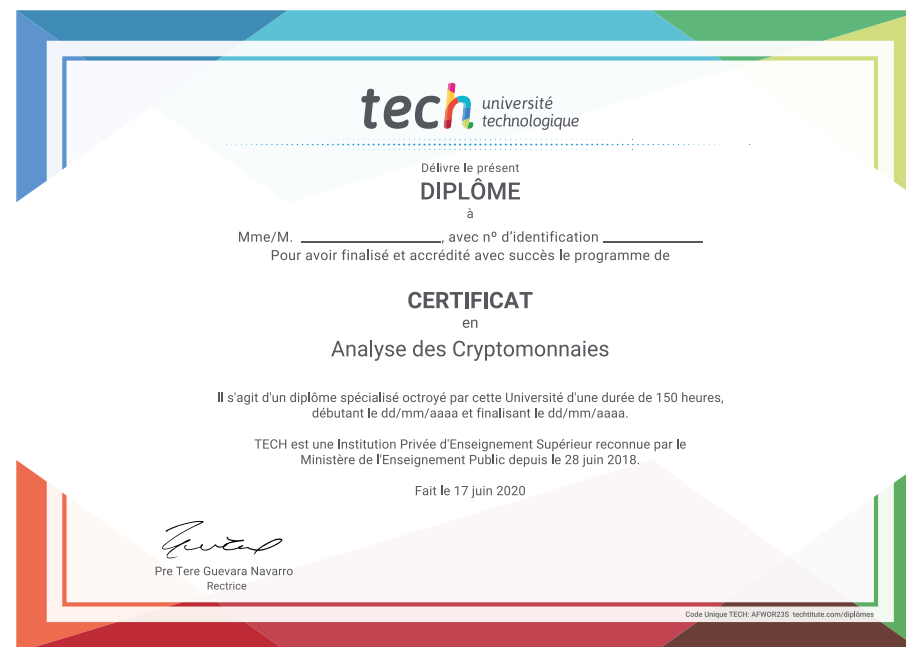 tech université
technologique
Délivre le présent
DIPLÔME
à
Mme/M. ____________________, avec nº d'identification ______________
Pour avoir finalisé et accrédité avec succès le programme de
CERTIFICAT
en
Analyse des Cryptomonnaies
Il s'agit d'un diplôme spécialisé octroyé par cette Université d'une durée de 150 heures,
débutant le dd/mm/aaaa et finalisant le dd/mm/aaaa.
TECH est une Institution Privée d'Enseignement Supérieur reconnue par le
Ministère de l'Enseignement Public depuis le 28 juin 2018.
Fait le 17 juin 2020
Pre Tere Guevara Navarro
Rectrice
Code Unique TECH: AFWOR23S techtitute.com/diplômes